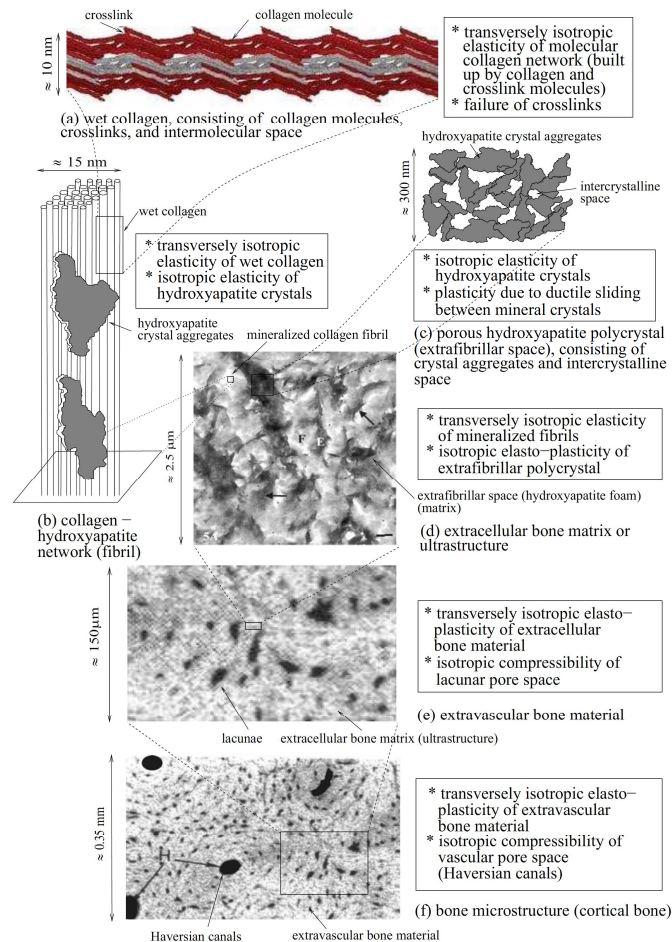 crosslink
collagen molecule
≈ 10 nm
* transversely isotropic
elasticity of molecular
collagen network (built
up by collagen and
crosslink molecules)
* failure of crosslinks
(a) wet collagen, consisting of collagen molecules,
crosslinks, and intermolecular space
≈ 15 nm
wet collagen
* transversely isotropic
elasticity of wet collagen
* isotropic elasticity of
hydroxyapatite crystals
hydroxyapatite
crystal aggregates
(b) collagen −
hydroxyapatite
network (fibril)
hydroxyapatite crystal aggregates
≈ 300 nm
intercrystalline
space
* isotropic elasticity of
hydroxyapatite crystals
* plasticity due to ductile sliding
between mineral crystals
(c) porous hydroxyapatite polycrystal
(extrafibrillar space), consisting of
crystal aggregates and intercrystalline
space
mineralized collagen fibril
≈ 2.5 μm
F
E
* transversely isotropic elasticity
of mineralized fibrils
* isotropic elasto−plasticity of
extrafibrillar polycrystal
extrafibrillar space (hydroxyapatite foam)
(matrix)
(d) extracellular bone matrix or
ultrastructure
≈ 150μm
* transversely isotropic elasto−
plasticity of extracellular
bone material
* isotropic compressibility of
lacunar pore space
lacunae
extracellular bone matrix (ultrastructure)
(e) extravascular bone material
≈ 0.35 mm
H
* transversely isotropic elasto−
plasticity of extravascular
bone material
* isotropic compressibility of
vascular pore space
(Haversian canals)
Haversian canals
extravascular bone material
(f) bone microstructure (cortical bone)